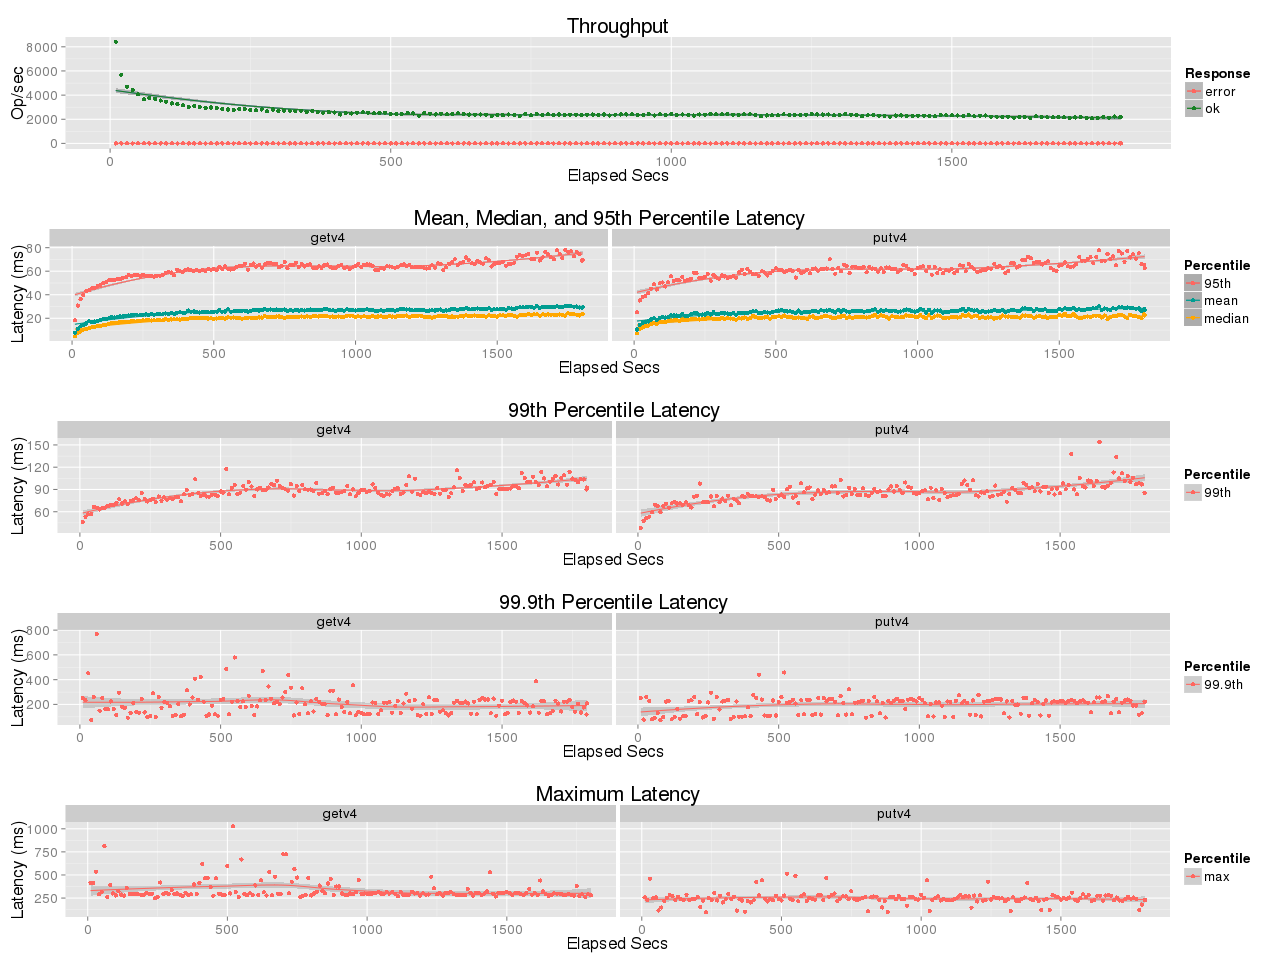 Throughput
Op/sec
8000
6000
4000
2000
0
0 500 1000 1500
Elapsed Secs
Response
error
ok
Mean, Median, and 95th Percentile Latency
getv4 putv4
Latency (ms)
80
60
40
20
0 500 1000 1500 0 500 1000 1500
Elapsed Secs
Percentile
95th
mean
median
99th Percentile Latency
getv4 putv4
Latency (ms)
150
120
90
60
0 500 1000 1500 0 500 1000 1500
Elapsed Secs
Percentile
99th
99.9th Percentile Latency
getv4 putv4
Latency (ms)
800
600
400
200
0 500 1000 1500 0 500 1000 1500
Elapsed Secs
Percentile
99.9th
Maximum Latency
getv4 putv4
Latency (ms)
1000
750
500
250
0 500 1000 1500 0 500 1000 1500
Elapsed Secs
Percentile
max